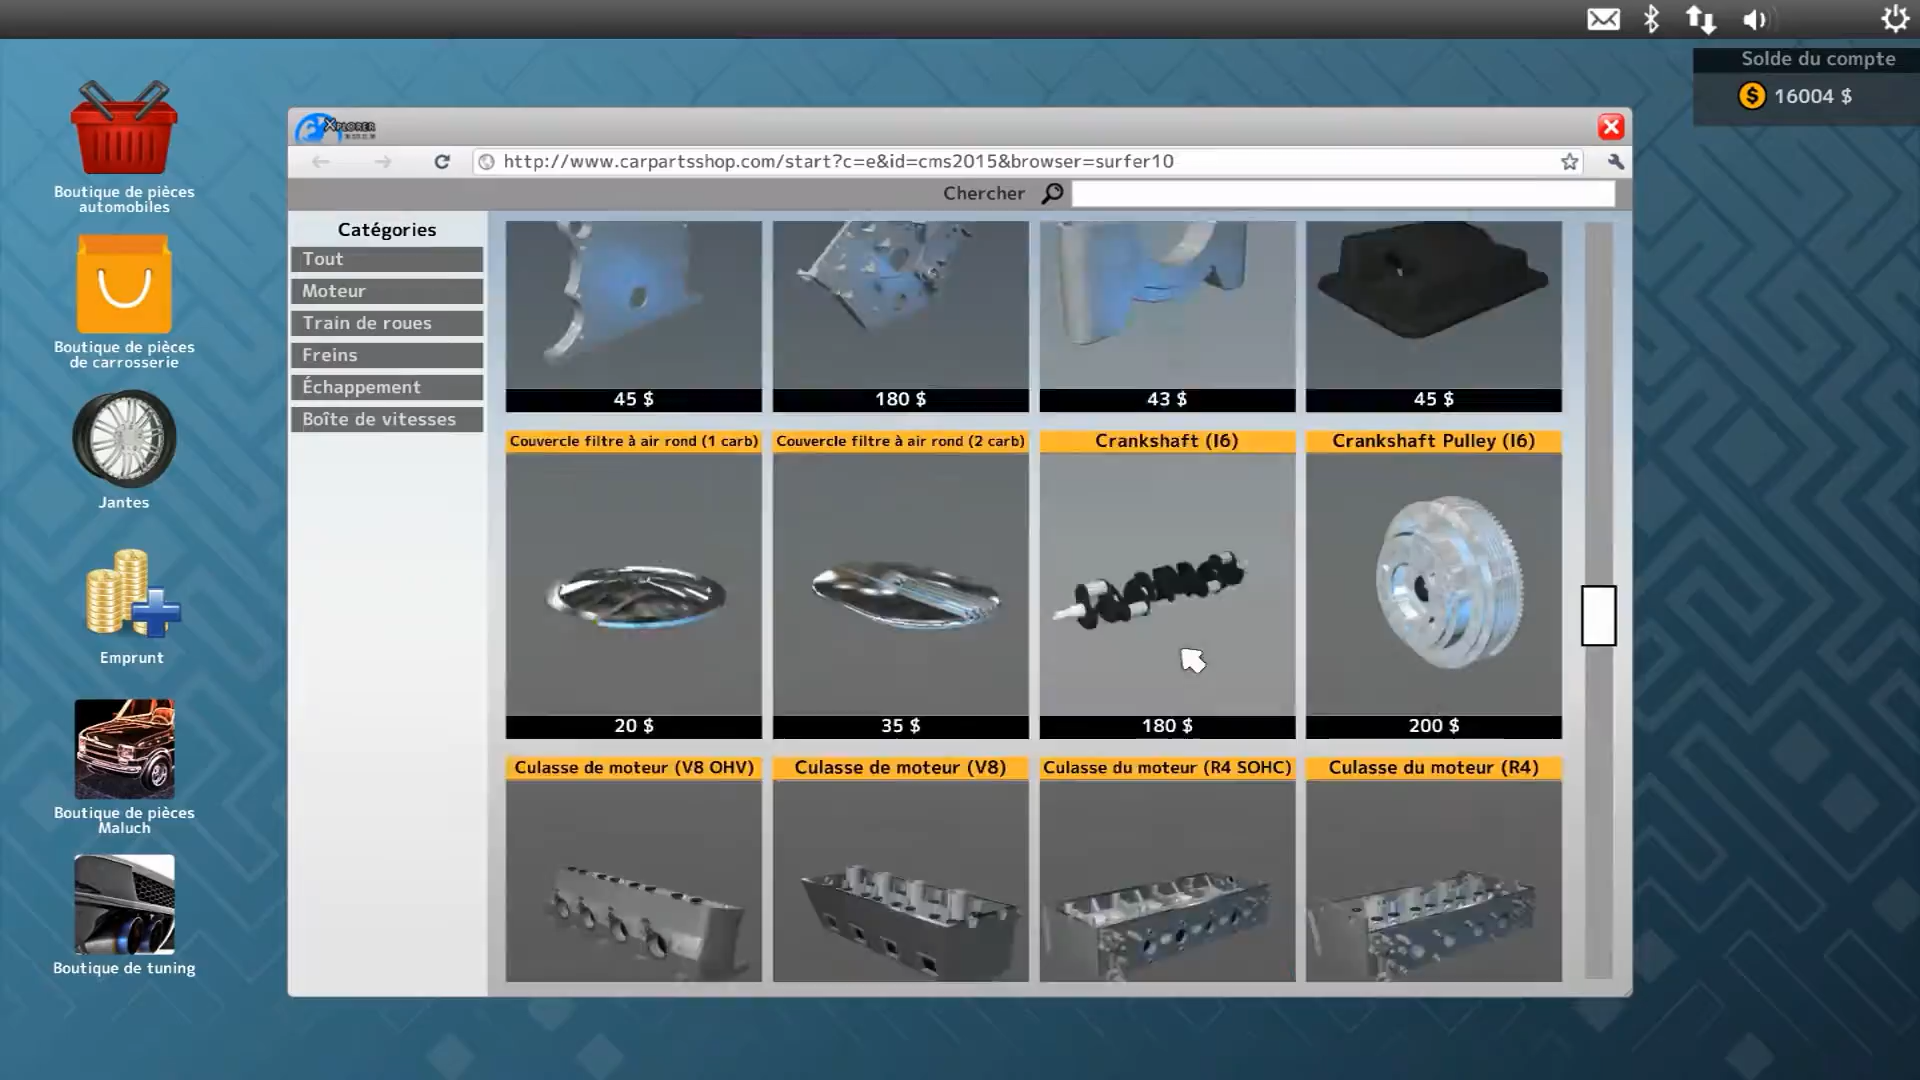 Solde du compte
16004 $
Boutique de pièces
automobiles
Boutique de pièces
de carrosserie
Jantes
Emprunt
Boutique de pièces
Maluch
Boutique de tuning
XPLORER
http://www.carpartsshop.com/start?c=e&id=cms2015&browser=surfer10
Chercher
Catégories
Tout
Moteur
Train de roues
Freins
Échappement
Boîte de vitesses
45 $
180 $
43 $
45 $
Couvercle filtre à air rond (1 carb)
Couvercle filtre à air rond (2 carb)
Crankshaft (I6)
Crankshaft Pulley (I6)
20 $
35 $
180 $
200 $
Culasse de moteur (V8 OHV)
Culasse de moteur (V8)
Culasse du moteur (R4 SOHC)
Culasse du moteur (R4)